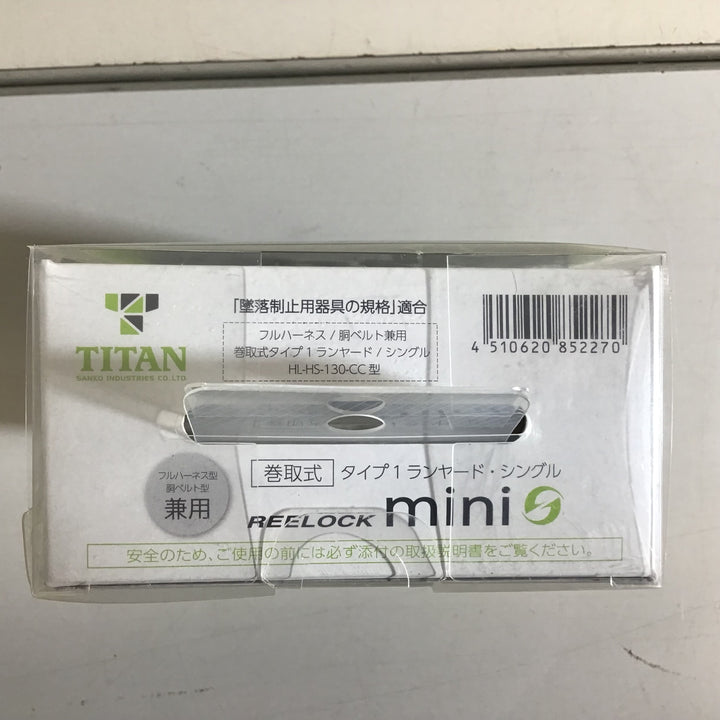 「墜落制止用器具の規格」適合
フルハーネス / 胴ベルト兼用
巻取式タイプ1ランヤード / シングル
HL-HS-130-CC型
TITAN
SANKO INDUSTRIES CO.,LTD
4 510620 852270
フルハーネス型
胴ベルト型
兼用
巻取式 タイプ1ランヤード・シングル
REELOCK mini S
安全のため、ご使用の前には必ず添付の取扱説明書をご覧ください。